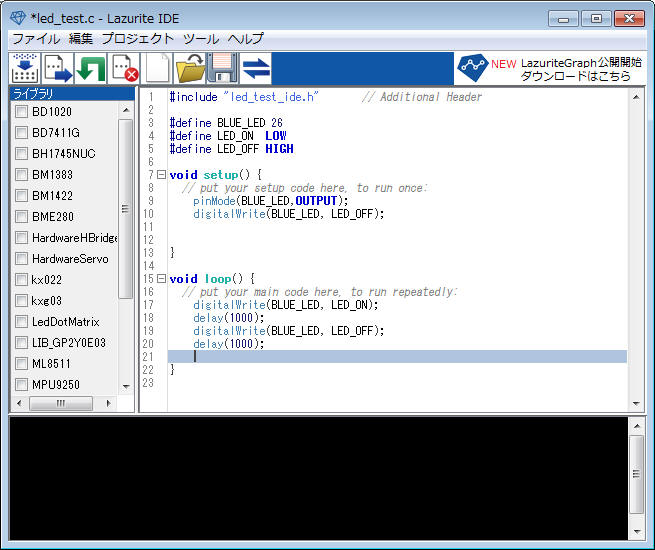 *led_test.c - Lazurite IDE
ファイル 編集 プロジェクト ツール ヘルプ
NEW LazuriteGraph公開開始
ダウンロードはこちら
ライブラリ
BD1020
BD7411G
BH1745NUC
BM1383
BM1422
BME280
HardwareHBridge
HardwareServo
kx022
kxg03
LedDotMatrix
LIB_GP2Y0E03
ML8511
MPU9250
1 #include "led_test_ide.h" // Additional Header
2
3 #define BLUE_LED 26
4 #define LED_ON LOW
5 #define LED_OFF HIGH
6
7 void setup() {
8 // put your setup code here, to run once:
9 pinMode(BLUE_LED,OUTPUT);
10 digitalWrite(BLUE_LED, LED_OFF);
11
12
13 }
14
15 void loop() {
16 // put your main code here, to run repeatedly:
17 digitalWrite(BLUE_LED, LED_ON);
18 delay(1000);
19 digitalWrite(BLUE_LED, LED_OFF);
20 delay(1000);
21
22 }
23